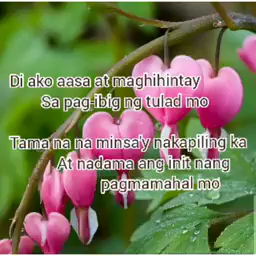 Di ako aasa at maghihintay
Sa pag-ibig ng tulad mo
Tama na na minsa'y nakapiling ka
At nadama ang init nang
pagmamahal mo